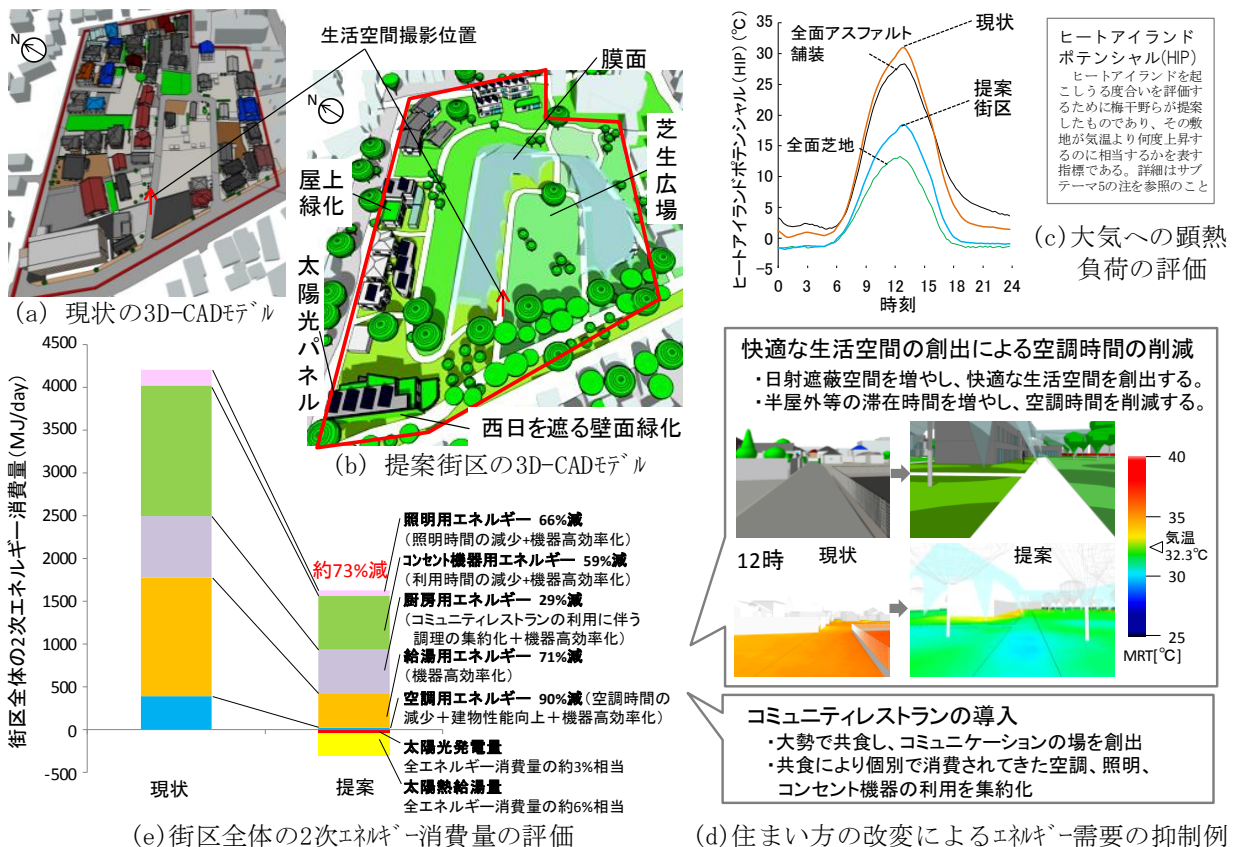 N
生活空間撮影位置
(a) 現状の3D-CADﾓﾃﾞﾙ
N
膜面
芝生広場
屋上緑化
太陽光パネル
西日を遮る壁面緑化
(b) 提案街区の3D-CADﾓﾃﾞﾙ
ヒートアイランドポテンシャル(HIP)(℃)
35
30
25
20
15
10
5
0
−5
0 3 6 9 12 15 18 21 24
時刻
全面アスファルト
舗装
現状
提案
街区
全面芝地
ヒートアイランド
ポテンシャル(HIP)
ヒートアイランドを起
こしうる度合いを評価す
るために梅干野らが提案
したものであり、その敷
地が気温より何度上昇す
るのに相当するかを表す
指標である。詳細はサブ
テーマ5の注を参照のこと
(c)大気への顕熱
負荷の評価
街区全体の2次エネルギー消費量(MJ/day)
4500
4000
3500
3000
2500
2000
1500
1000
500
0
-500
現状
提案
約73%減
照明用エネルギー 66%減
(照明時間の減少+機器高効率化)
コンセント機器用エネルギー 59%減
(利用時間の減少+機器高効率化)
厨房用エネルギー 29%減
(コミュニティレストランの利用に伴う
調理の集約化+機器高効率化)
給湯用エネルギー 71%減
(機器高効率化)
空調用エネルギー 90%減(空調時間の
減少+建物性能向上+機器高効率化)
太陽光発電量
全エネルギー消費量の約3%相当
太陽熱給湯量
全エネルギー消費量の約6%相当
(e)街区全体の2次ｴﾈﾙｷﾞｰ消費量の評価
快適な生活空間の創出による空調時間の削減
・日射遮蔽空間を増やし、快適な生活空間を創出する。
・半屋外等の滞在時間を増やし、空調時間を削減する。
12時
現状
提案
40
35
気温
32.3℃
30
25
MRT[℃]
コミュニティレストランの導入
・大勢で共食し、コミュニケーションの場を創出
・共食により個別で消費されてきた空調、照明、
コンセント機器の利用を集約化
(d)住まい方の改変によるｴﾈﾙｷﾞｰ需要の抑制例